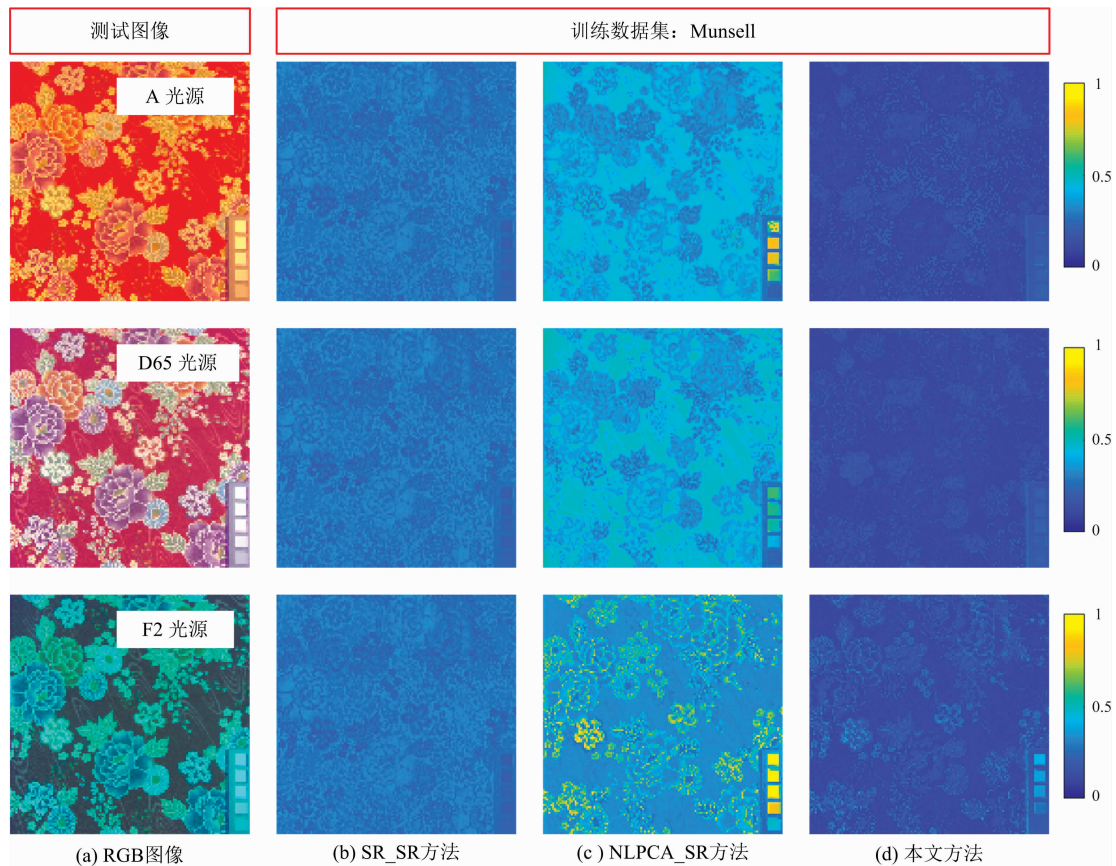 测试图像
训练数据集：Munsell
A 光源
1
0.5
0
D65 光源
1
0.5
0
F2 光源
1
0.5
0
(a) RGB图像
(b) SR_SR方法
(c ) NLPCA_SR方法
(d) 本文方法